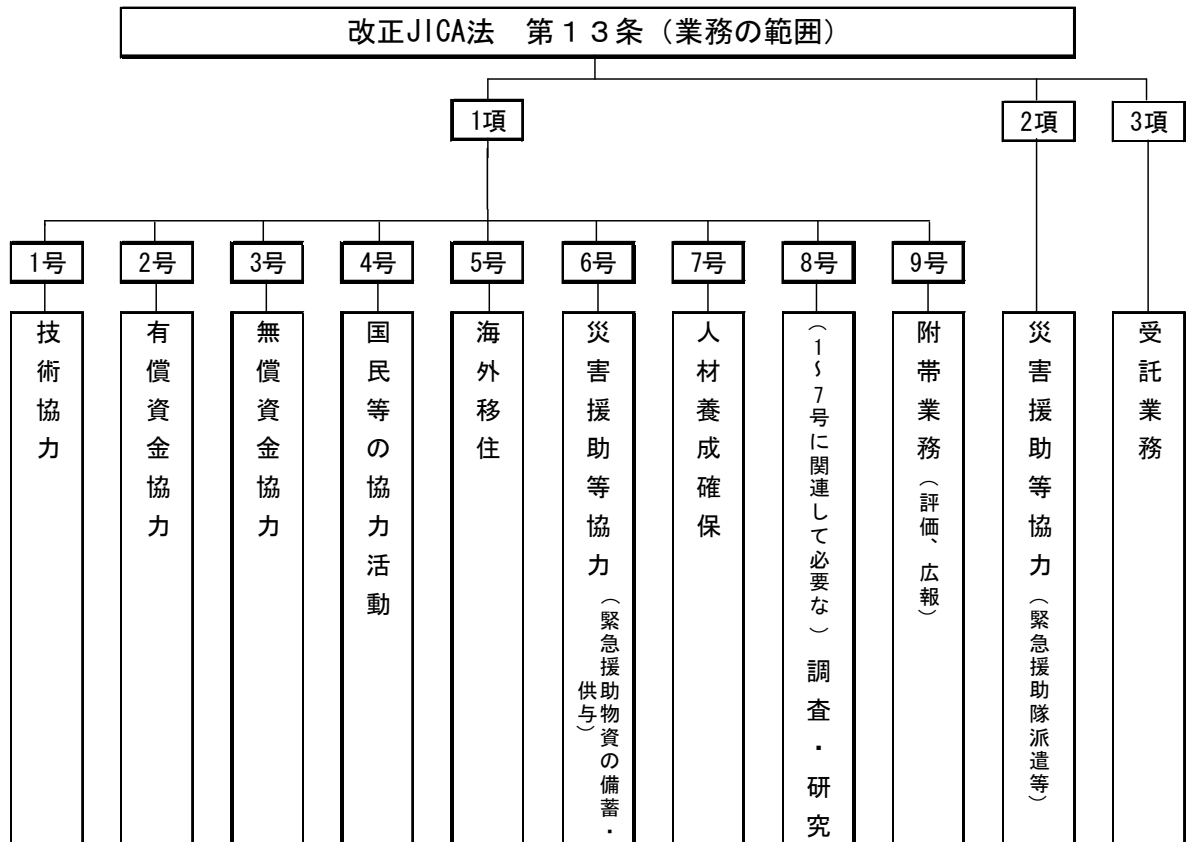 改正JICA法 第１３条（業務の範囲）
1項
2項
3項
1号
2号
3号
4号
5号
6号
7号
8号
9号
技術協力
有償資金協力
無償資金協力
国民等の協力活動
海外移住
災害援助等協力（緊急援助物資の備蓄・
供与）
人材養成確保
（1～7号に関連して必要な）調査・研究
附帯業務（評価、広報）
災害援助等協力（緊急援助隊派遣等）
受託業務